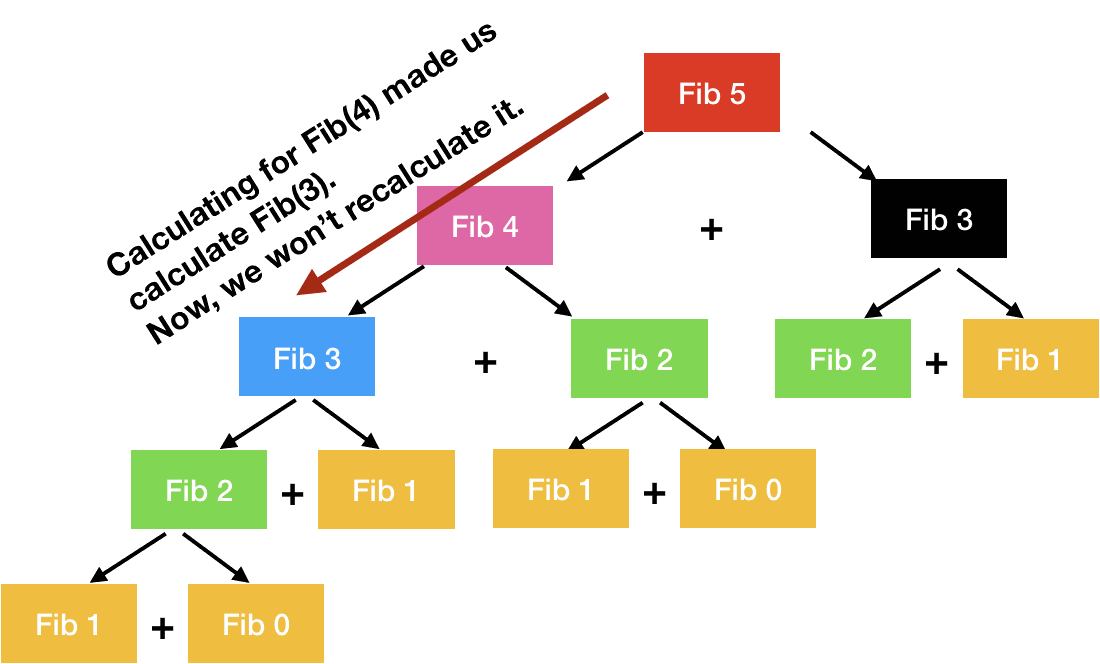 Calculating for Fib(4) made us
calculate Fib(3).
Now, we won’t recalculate it.
Fib 5
Fib 4
+
Fib 3
Fib 3
+
Fib 2
Fib 2
+
Fib 1
Fib 2
+
Fib 1
Fib 1
+
Fib 0
Fib 1
+
Fib 0